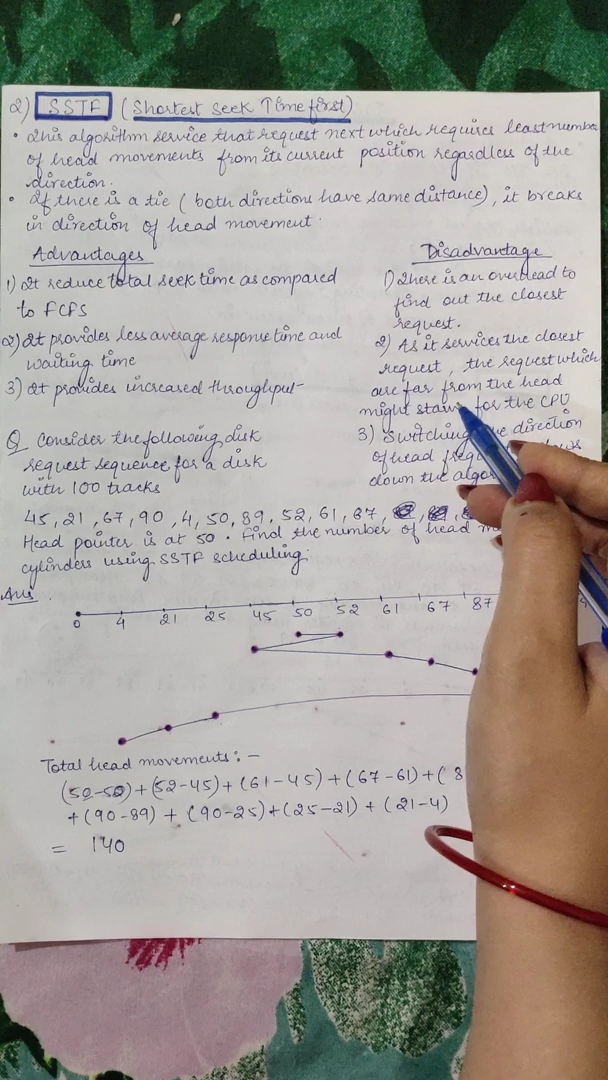 2) SSTF (Shortest Seek Time first)
• This algorithm service that request next which requires least number
of head movements from its current position regardless of the
direction.
• If there is a tie (both directions have same distance), it breaks
in direction of head movement.
Advantages
1) It reduce total seek time as compared
to FCFS
2) It provides less average response time and
waiting time
3) It provides increased throughput
Disadvantage
1) There is an overhead to
find out the closest
request.
2) As it services the closest
request, the request which
are far from the head
might starve for the CPU
3) Switching the direction
of head
down the
Q Consider the following disk
request sequence for a disk
with 100 tracks
45, 21, 67, 90, 4, 50, 89, 52, 61, 87,
Head pointer is at 50. Find the number of head
cylinders using SSTF scheduling.
Ans
0 4 21 25 45 50 52 61 67 87
Total head movements : -
(52-50) + (52-45) + (61-45) + (67-61) + (8
+ (90-89) + (90-25) + (25-21) + (21-4)
= 140